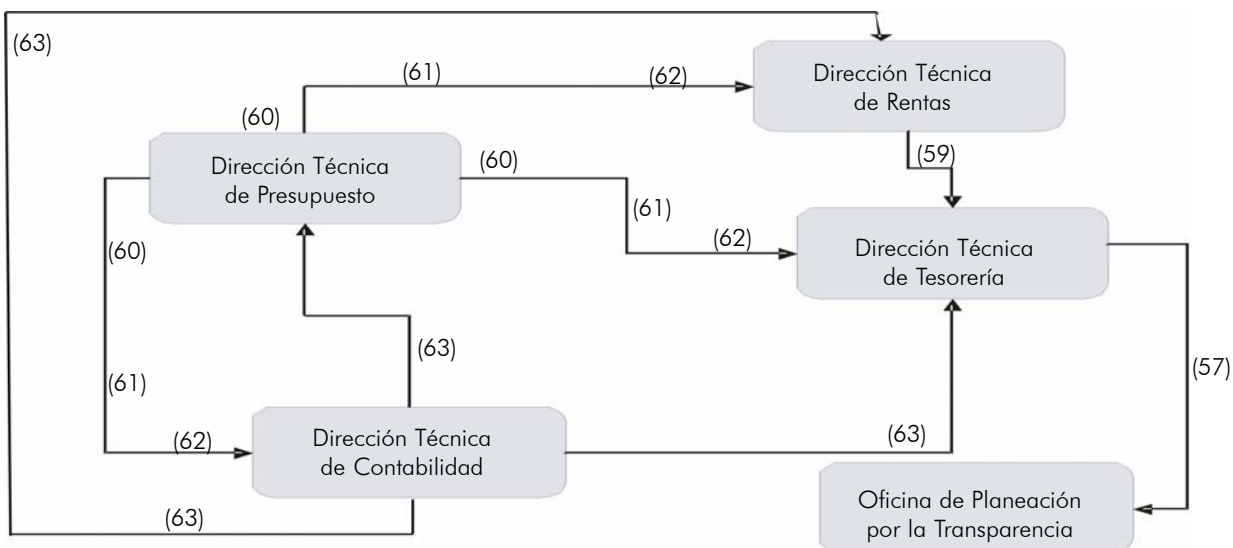 (63)
Dirección Técnica
de Rentas
(61)
(62)
(60)
Dirección Técnica
de Presupuesto
(60)
(59)
(61)
(60)
(62)
Dirección Técnica
de Tesorería
(63)
(57)
(61)
(62)
Dirección Técnica
de Contabilidad
(63)
(63)
Oficina de Planeación
por la Transparencia